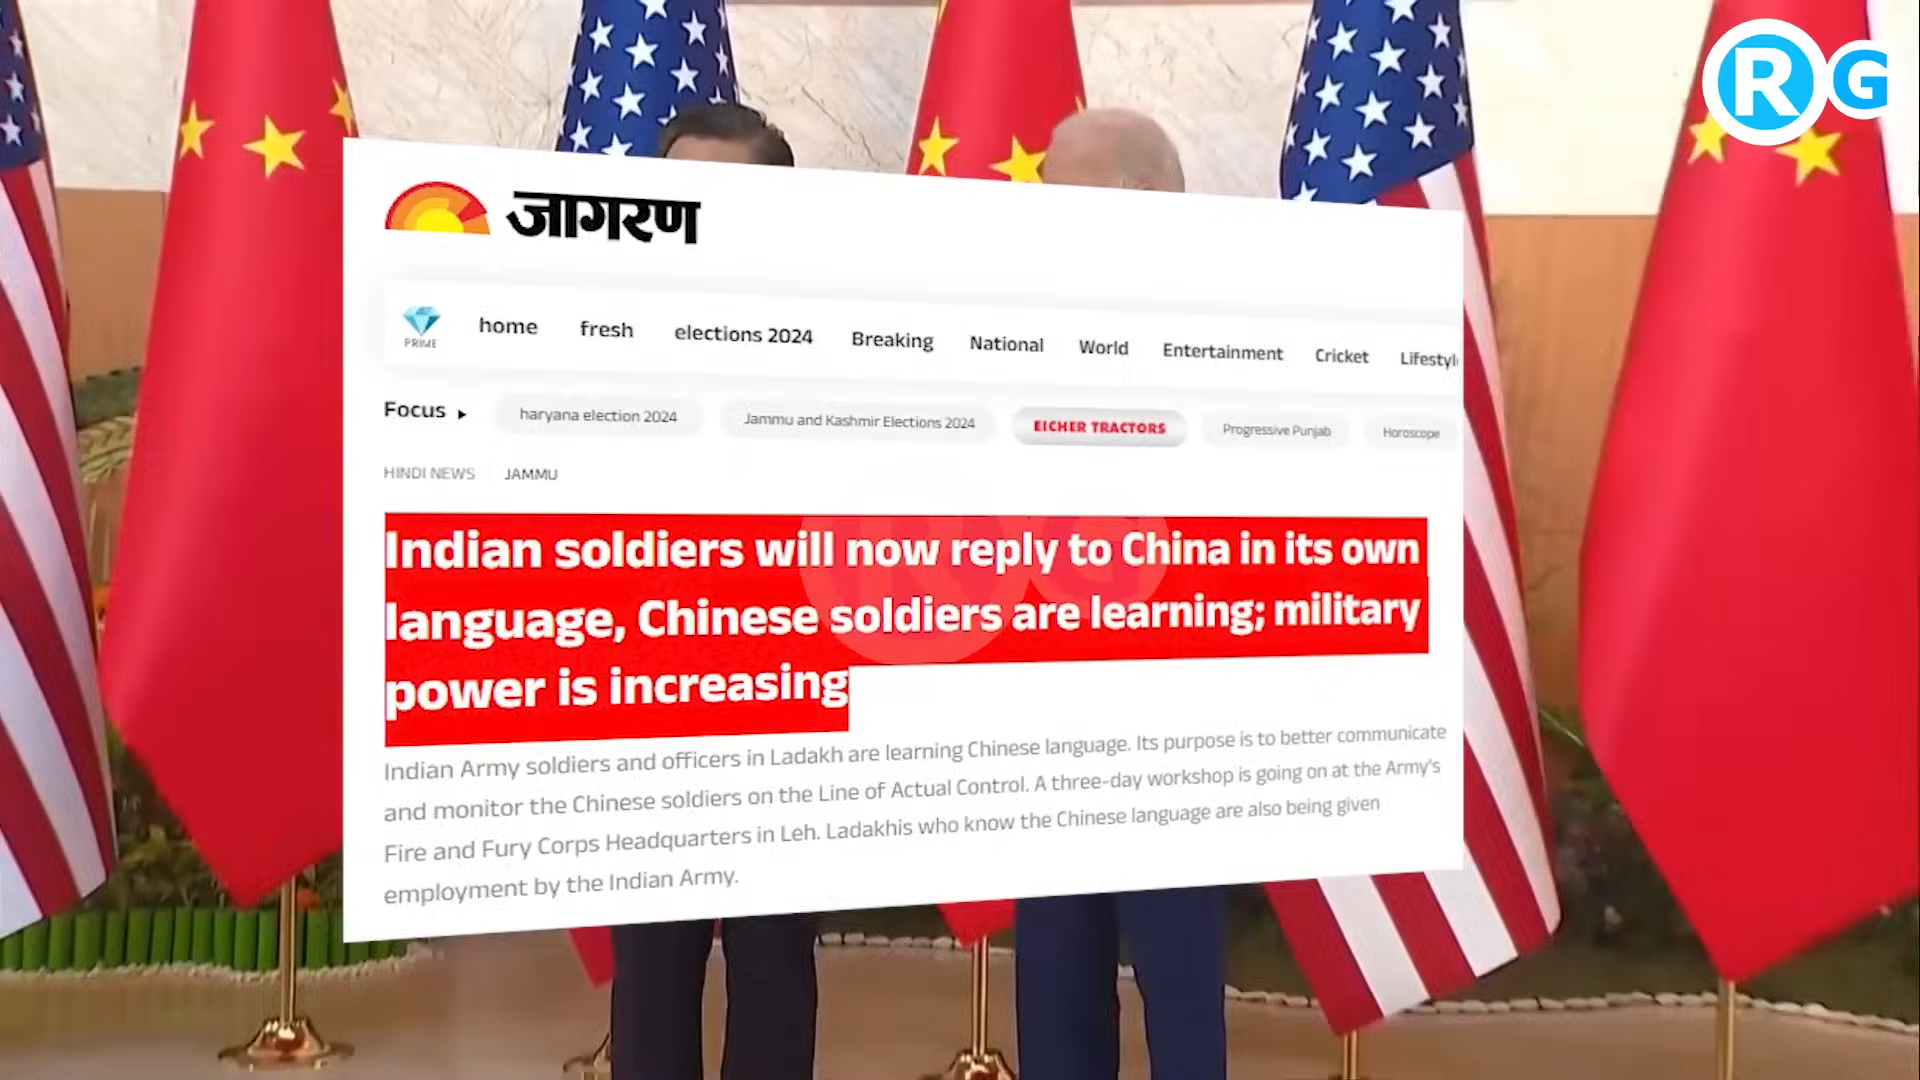 RG
जागरण
PRIME
home fresh elections 2024 Breaking National World Entertainment Cricket Lifestyl
Focus ▸ haryana election 2024 Jammu and Kashmir Elections 2024 EICHER TRACTORS Progressive Punjab Horoscope
HINDI NEWS JAMMU
Indian soldiers will now reply to China in its own
language, Chinese soldiers are learning; military
power is increasing
RG
Indian Army soldiers and officers in Ladakh are learning Chinese language. Its purpose is to better communicate
and monitor the Chinese soldiers on the Line of Actual Control. A three-day workshop is going on at the Army's
Fire and Fury Corps Headquarters in Leh. Ladakhis who know the Chinese language are also being given
employment by the Indian Army.